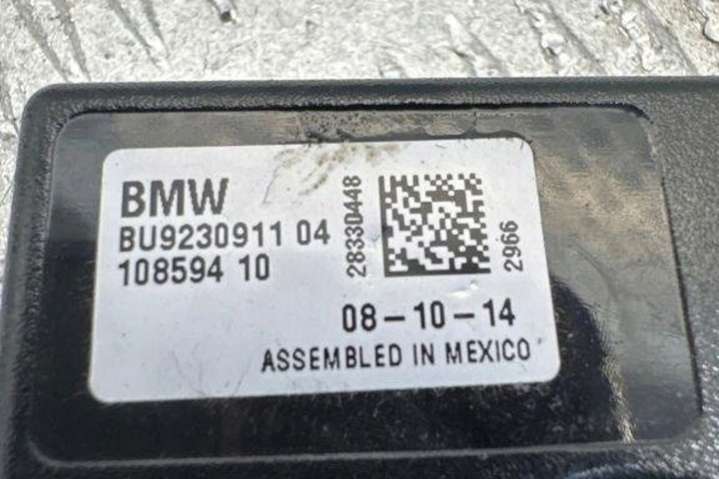 BMW
BU9230911 04
108594 10
28330448
2966
08-10-14
ASSEMBLED IN MEXICO